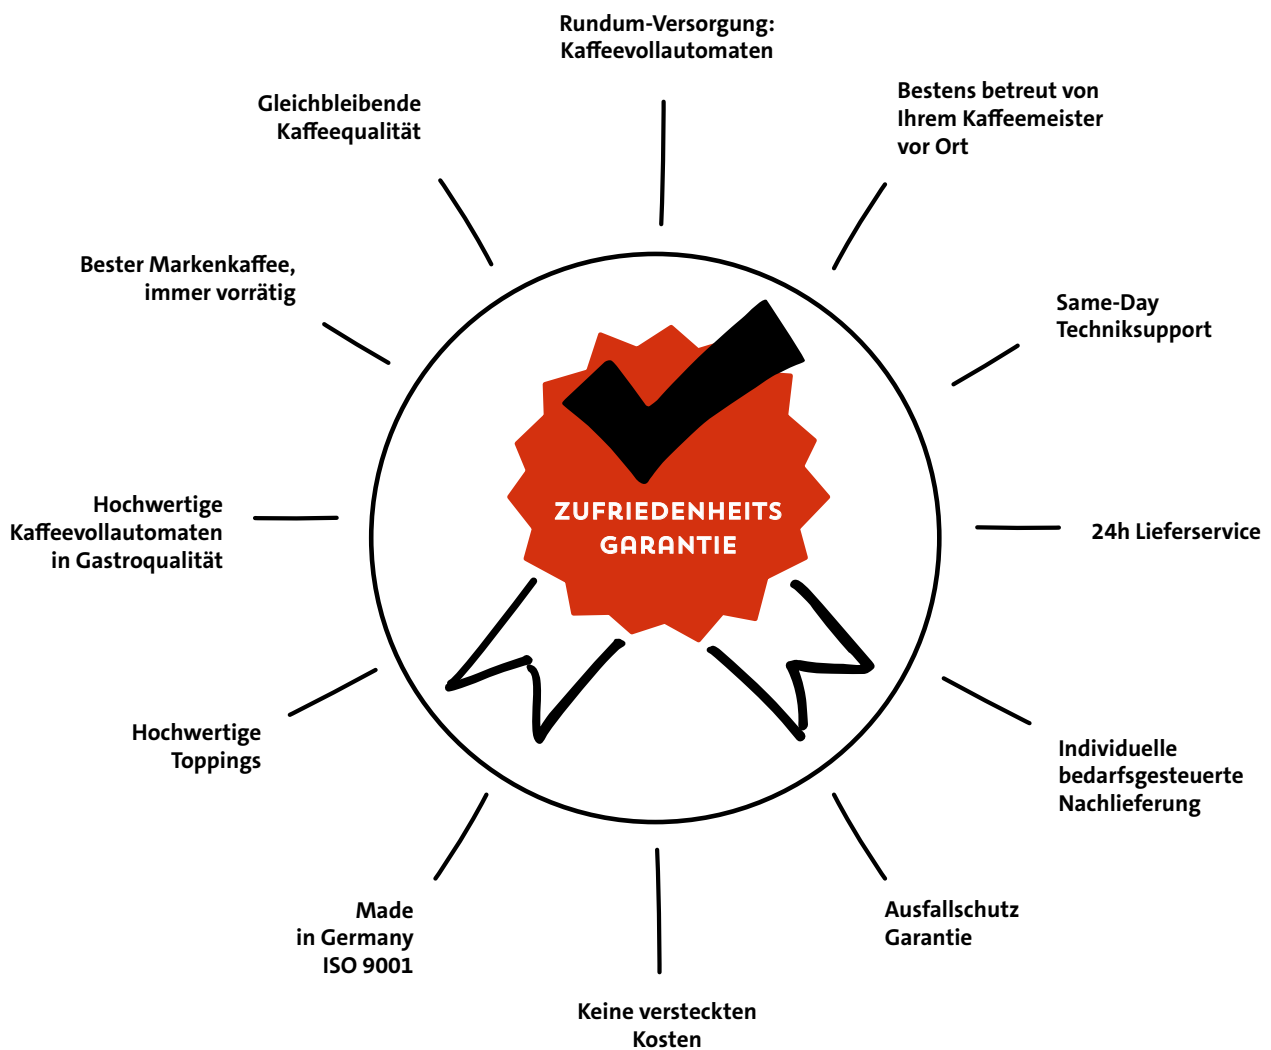 Rundum-Versorgung:
Kaffeevollautomaten
Bestens betreut von
Ihrem Kaffeemeister
vor Ort
Same-Day
Techniksupport
24h Lieferservice
Individuelle
bedarfsgesteuerte
Nachlieferung
Ausfallschutz
Garantie
Keine versteckten
Kosten
Made
in Germany
ISO 9001
Hochwertige
Toppings
Hochwertige
Kaffeevollautomaten
in Gastroqualität
Bester Markenkaffee,
immer vorrätig
Gleichbleibende
Kaffeequalität
ZUFRIEDENHEITS
GARANTIE